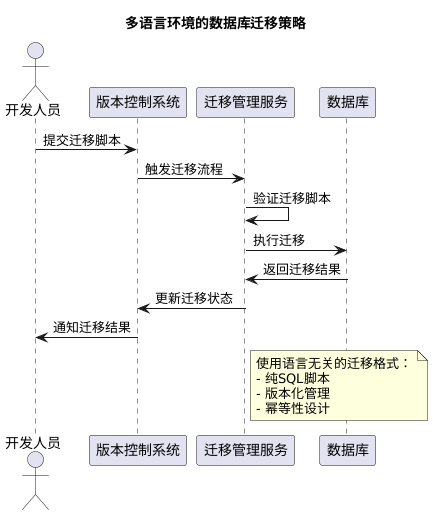 多语言环境的数据库迁移策略
开发人员
版本控制系统
迁移管理服务
数据库
提交迁移脚本
触发迁移流程
验证迁移脚本
执行迁移
返回迁移结果
更新迁移状态
通知迁移结果
使用语言无关的迁移格式：
- 纯SQL脚本
- 版本化管理
- 幂等性设计
开发人员
版本控制系统
迁移管理服务
数据库